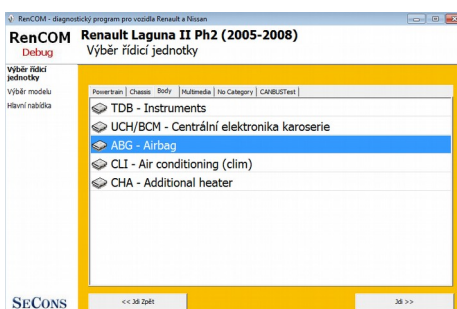 RenCOM - diagnostický program pro vozidla Renault a Nissan
RenCOM
Debug
Renault Laguna II Ph2 (2005-2008)
Výběr řídicí jednotky
Výběr řídicí
jednotky
Výběr modelu
Hlavní nabídka
Powertrain | Chassis Body | Multimedia | No Category | CANBUSTest |
TDB - Instruments
UCH/BCM - Centrální elektronika karoserie
ABG - Airbag
CLI - Air conditioning (clim)
CHA - Additional heater
SECONS
<< Jdi Zpět
Jdi >>